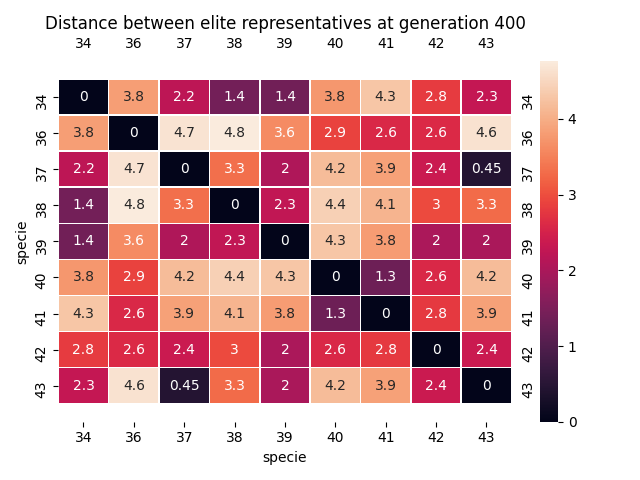 Distance between elite representatives at generation 400
34 36 37 38 39 40 41 42 43
34 0 3.8 2.2 1.4 1.4 3.8 4.3 2.8 2.3 34
36 3.8 0 4.7 4.8 3.6 2.9 2.6 2.6 4.6 36
37 2.2 4.7 0 3.3 2 4.2 3.9 2.4 0.45 37
38 1.4 4.8 3.3 0 2.3 4.4 4.1 3 3.3 38
39 1.4 3.6 2 2.3 0 4.3 3.8 2 2 39
40 3.8 2.9 4.2 4.4 4.3 0 1.3 2.6 4.2 40
41 4.3 2.6 3.9 4.1 3.8 1.3 0 2.8 3.9 41
42 2.8 2.6 2.4 3 2 2.6 2.8 0 2.4 42
43 2.3 4.6 0.45 3.3 2 4.2 3.9 2.4 0 43
34 36 37 38 39 40 41 42 43
specie
specie
4
3
2
1
0